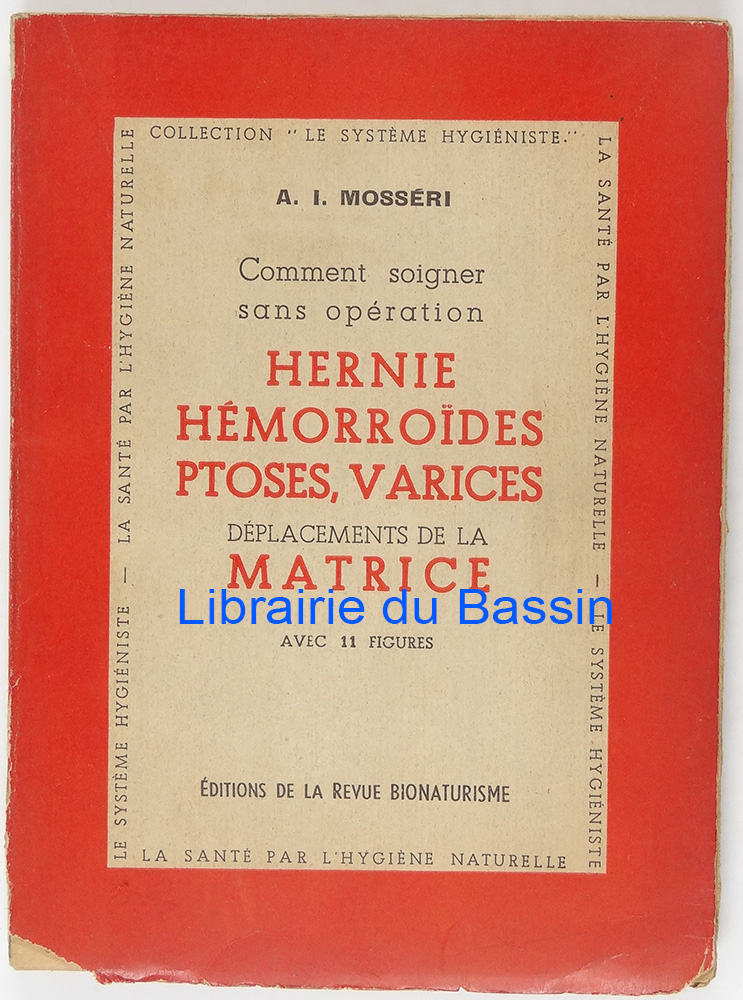 COLLECTION "LE SYSTÈME HYGIÉNISTE."
A. I. MOSSÉRI
Comment soigner
sans opération
HERNIE
HÉMORROÏDES
PTOSES, VARICES
DÉPLACEMENTS DE LA
MATRICE
Librairie du Bassin
AVEC 11 FIGURES
ÉDITIONS DE LA REVUE BIONATURISME
LA SANTÉ PAR L'HYGIÈNE NATURELLE
LE SYSTÈME HYGIÉNISTE — LA SANTÉ PAR L'HYGIÈNE NATURELLE
LA SANTÉ PAR L'HYGIÈNE NATURELLE — LE SYSTÈME HYGIÉNISTE